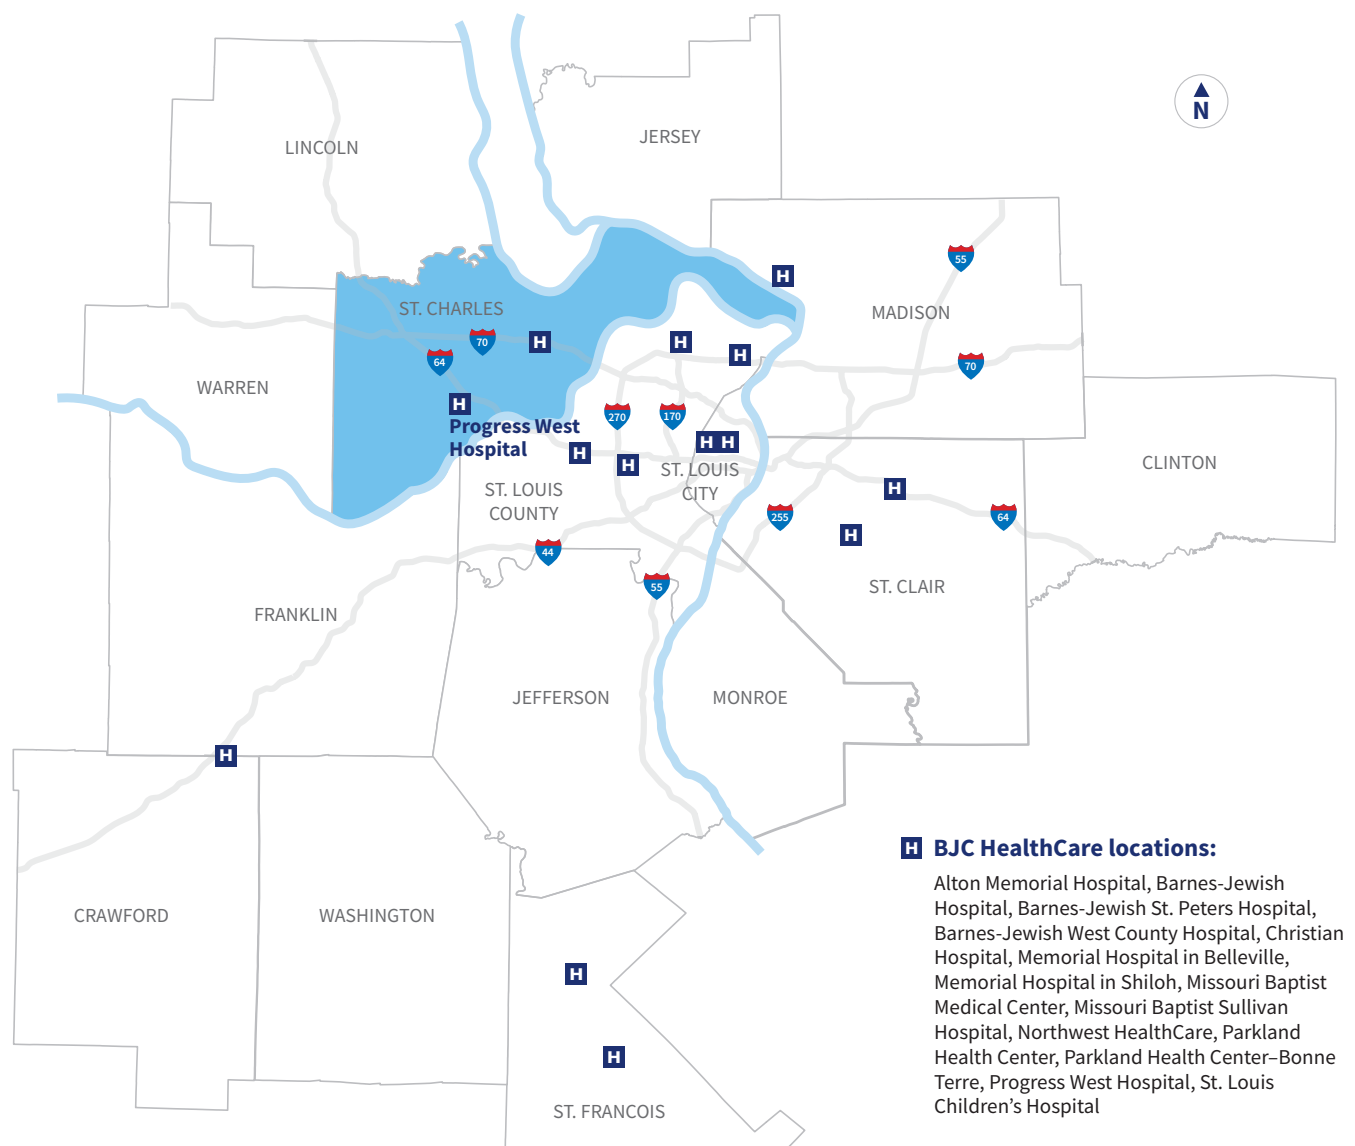 N
JERSEY
LINCOLN
55
H
ST. CHARLES
MADISON
70
H
H
H
64
70
WARREN
H
270
170
Progress West
Hospital
H
H
H
H
ST. LOUIS
CITY
CLINTON
ST. LOUIS
COUNTY
H
255
64
H
44
55
ST. CLAIR
FRANKLIN
JEFFERSON
MONROE
H
CRAWFORD
WASHINGTON
H
H
ST. FRANCOIS
H BJC HealthCare locations:
Alton Memorial Hospital, Barnes-Jewish
Hospital, Barnes-Jewish St. Peters Hospital,
Barnes-Jewish West County Hospital, Christian
Hospital, Memorial Hospital in Belleville,
Memorial Hospital in Shiloh, Missouri Baptist
Medical Center, Missouri Baptist Sullivan
Hospital, Northwest HealthCare, Parkland
Health Center, Parkland Health Center–Bonne
Terre, Progress West Hospital, St. Louis
Children’s Hospital